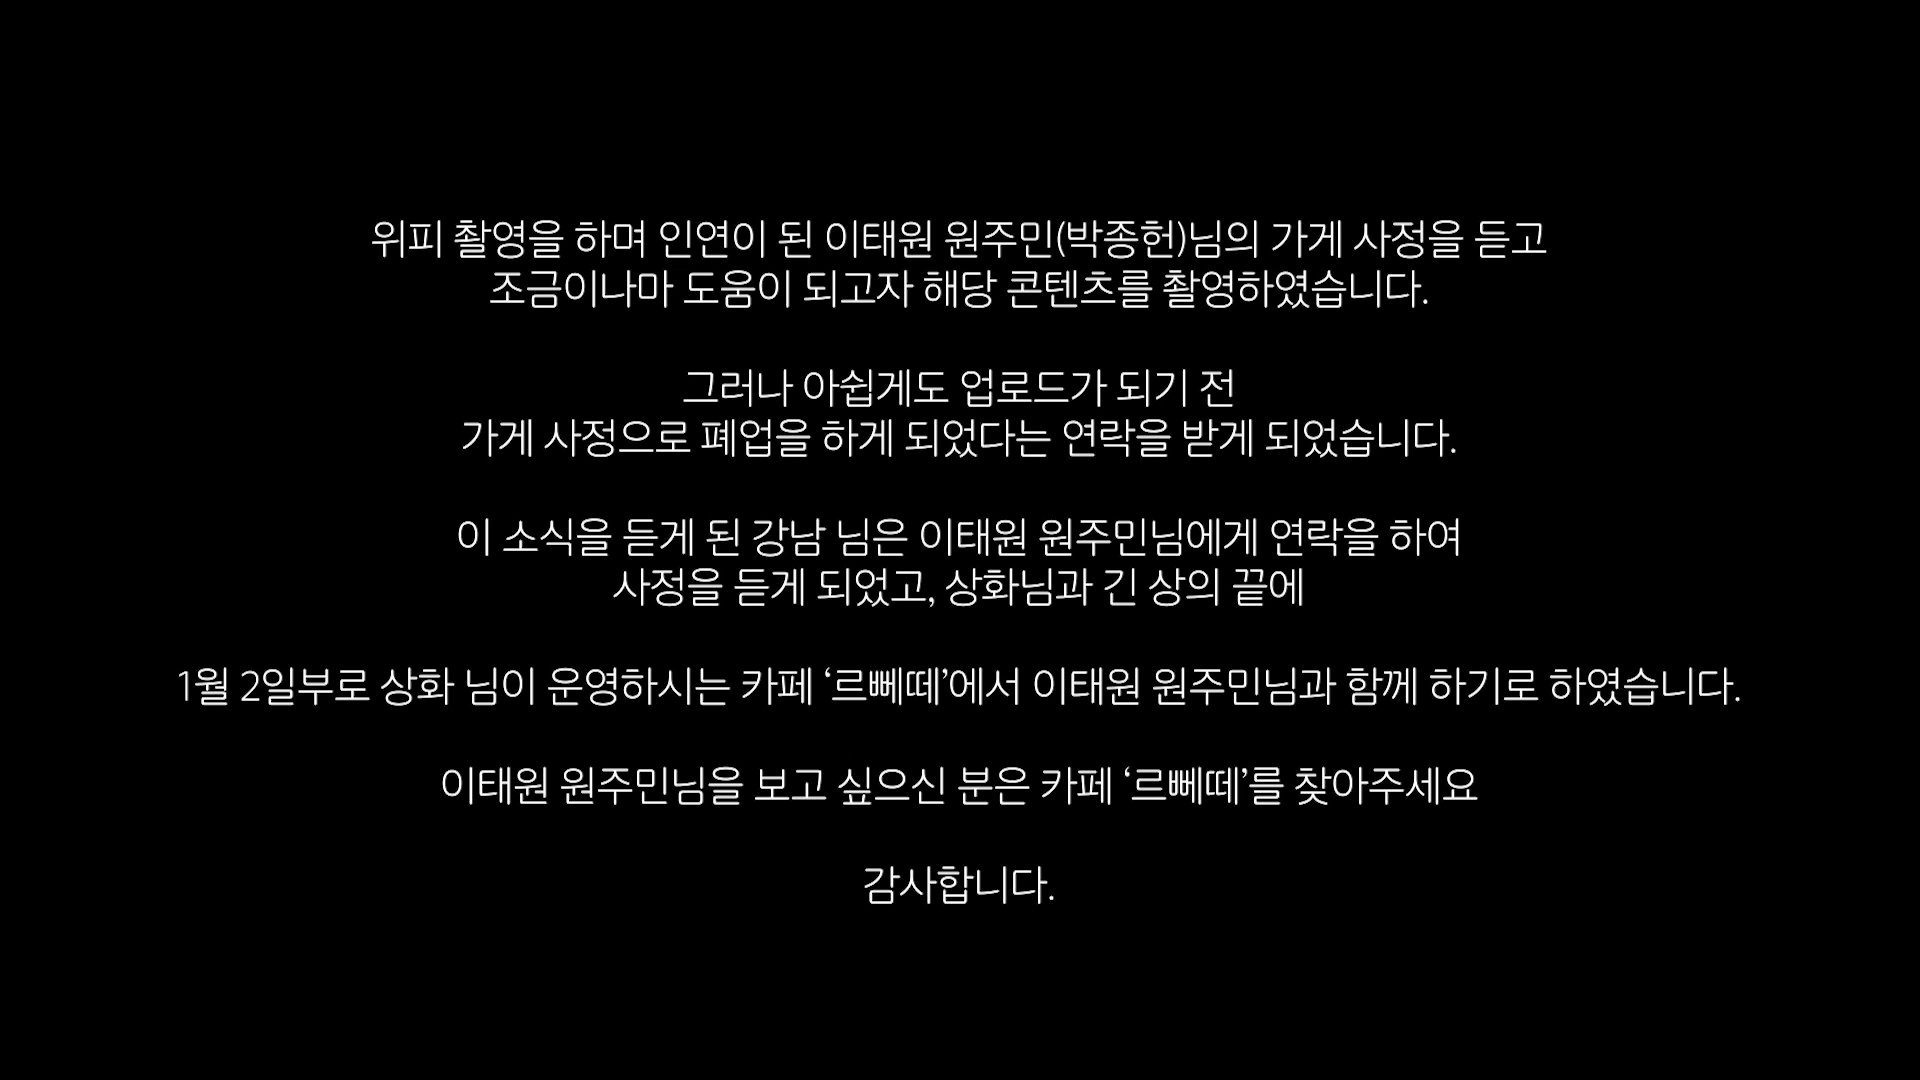 위피 촬영을 하며 인연이 된 이태원 원주민(박종헌)님의 가게 사정을 듣고
조금이나마 도움이 되고자 해당 콘텐츠를 촬영하였습니다.
그러나 아쉽게도 업로드가 되기 전
가게 사정으로 폐업을 하게 되었다는 연락을 받게 되었습니다.
이 소식을 듣게 된 강남 님은 이태원 원주민님에게 연락을 하여
사정을 듣게 되었고, 상화님과 긴 상의 끝에
1월 2일부로 상화 님이 운영하시는 카페 ‘르뻬떼’에서 이태원 원주민님과 함께 하기로 하였습니다.
이태원 원주민님을 보고 싶으신 분은 카페 ‘르뻬떼’를 찾아주세요
감사합니다.